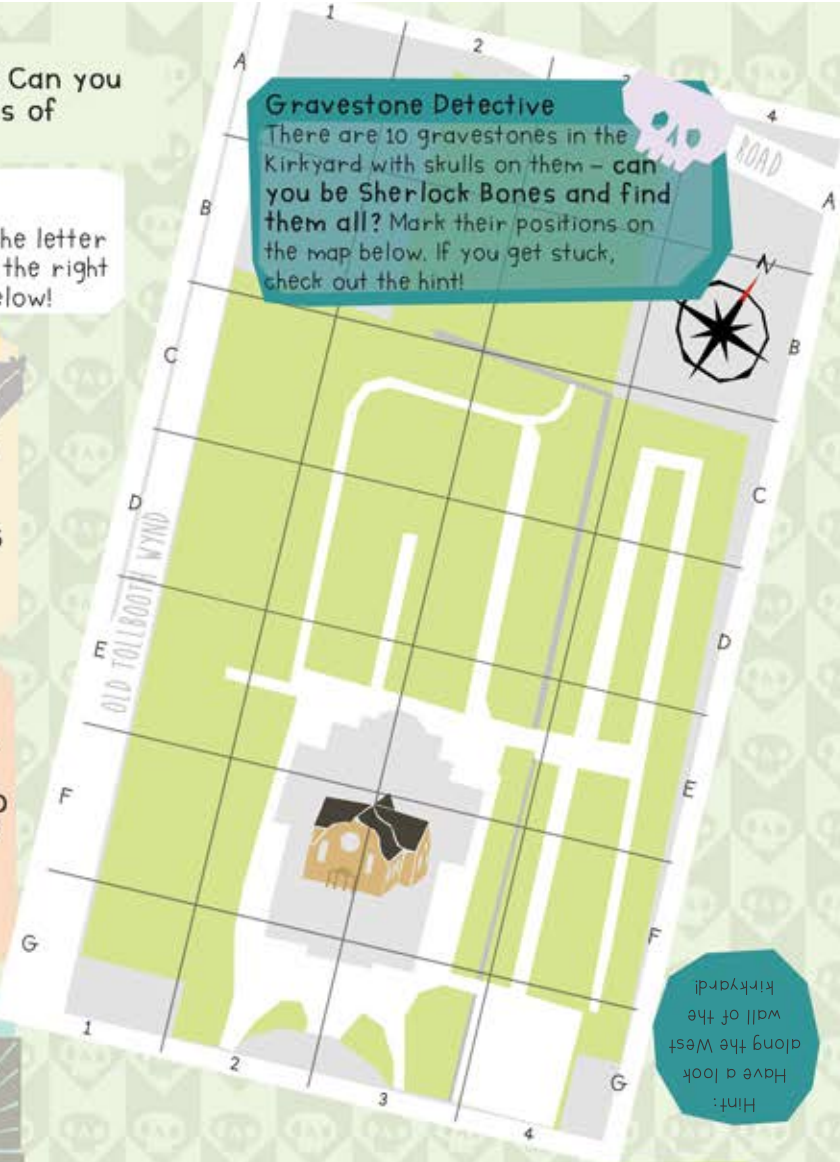 Can you
s of
he letter
the right
elow!
Gravestone Detective
There are 10 gravestones in the
Kirkyard with skulls on them – can
you be Sherlock Bones and find
them all? Mark their positions on
the map below. If you get stuck,
check out the hint!
1
2
4
ROAD
A
B
C
D
E
F
G
OLD TOLLBOOTH WYND
N
A
B
C
D
E
F
G
1
2
3
4
Hint:
Have a look
along the West
wall of the
kirkyard!